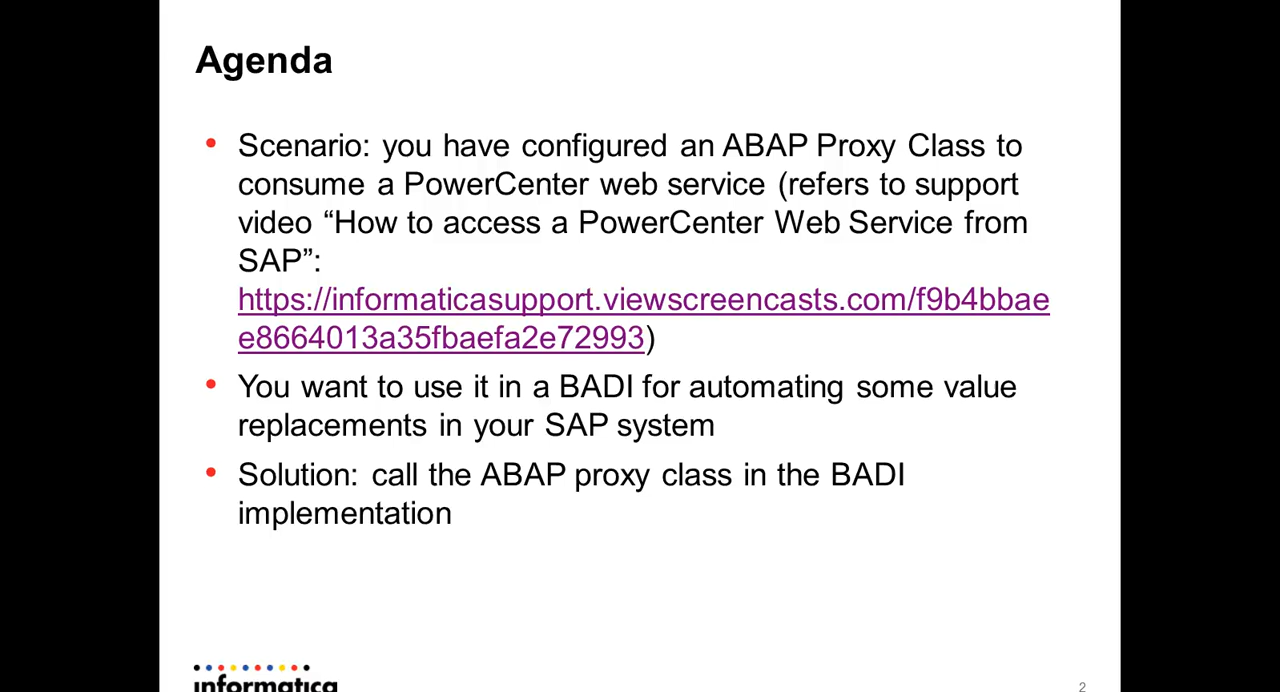 Agenda
• Scenario: you have configured an ABAP Proxy Class to
consume a PowerCenter web service (refers to support
video “How to access a PowerCenter Web Service from
SAP”:
https://informaticasupport.viewscreencasts.com/f9b4bbae
e8664013a35fbaefa2e72993)
• You want to use it in a BADI for automating some value
replacements in your SAP system
• Solution: call the ABAP proxy class in the BADI
implementation
informatica
2